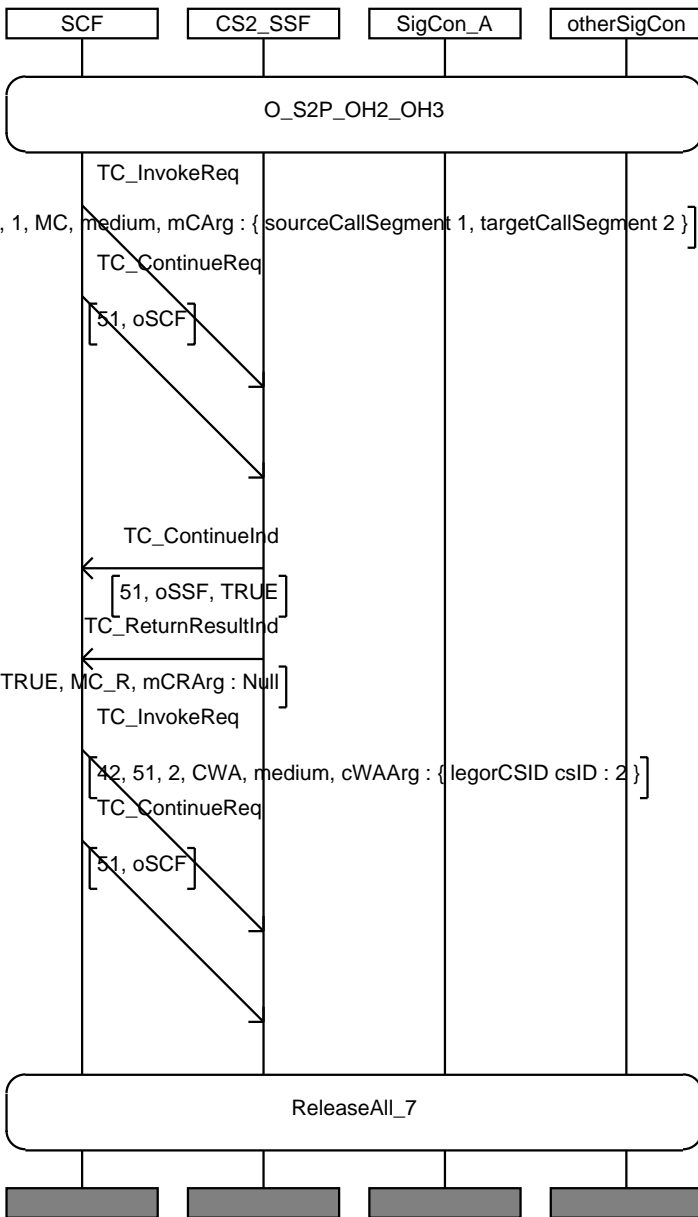 SCF CS2_SSF SigCon_A otherSigCon
O_S2P_OH2_OH3
TC_InvokeReq
, 1, MC, medium, mCArg : { sourceCallSegment 1, targetCallSegment 2 }
TC_ContinueReq
51, oSCF
TC_ContinueInd
51, oSSF, TRUE
TC_ReturnResultInd
TRUE, MC_R, mCRArg : Null
TC_InvokeReq
42, 51, 2, CWA, medium, cWAArg : { legorCSID csID : 2 }
TC_ContinueReq
51, oSCF
ReleaseAll_7